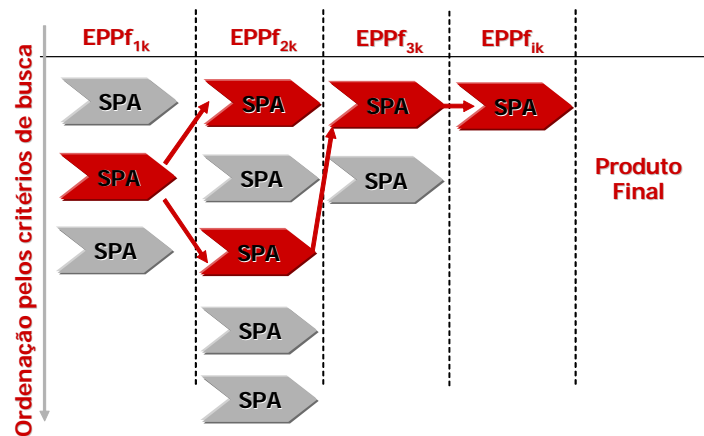 EPPf1k EPPf2k EPPf3k EPPfik
Ordenação pelos critérios de busca
SPA SPA SPA SPA
SPA SPA SPA
Produto
Final
SPA SPA
SPA
SPA